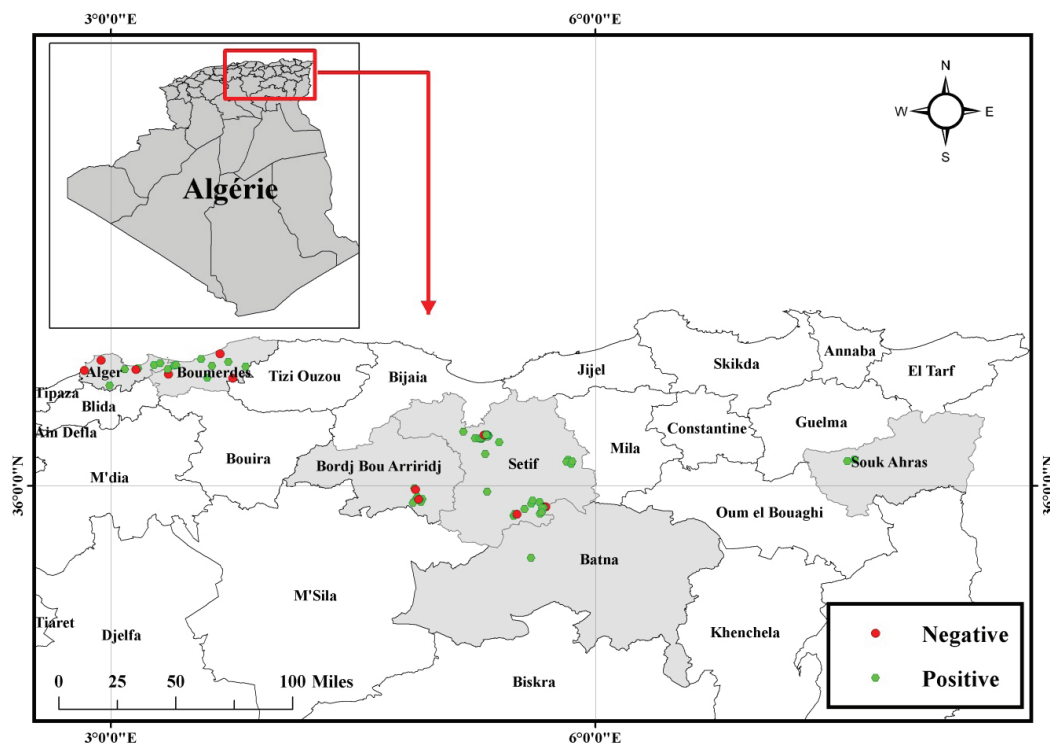 3°0'0"E
6°0'0"E
Algérie
N
W
E
S
Alger
Boumerdes
Tipaza
Blida
Tizi Ouzou
Bijaia
Jijel
Skikda
Annaba
El Tarf
Ain Defla
M'dia
Bouira
Bordj Bou Arriridj
Setif
Mila
Constantine
Guelma
Souk Ahras
36°0'0"N
36°0'0"N
Oum el Bouaghi
Batna
M'Sila
Tiaret
Djelfa
Khenchela
Biskra
0 25 50 100 Miles
Negative
Positive
3°0'0"E
6°0'0"E